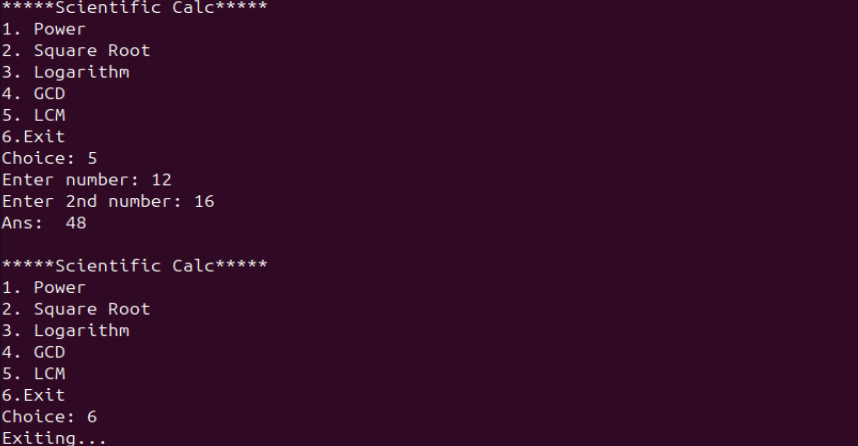 *****Scientific Calc*****
1. Power
2. Square Root
3. Logarithm
4. GCD
5. LCM
6.Exit
Choice: 5
Enter number: 12
Enter 2nd number: 16
Ans:  48

*****Scientific Calc*****
1. Power
2. Square Root
3. Logarithm
4. GCD
5. LCM
6.Exit
Choice: 6
Exiting...